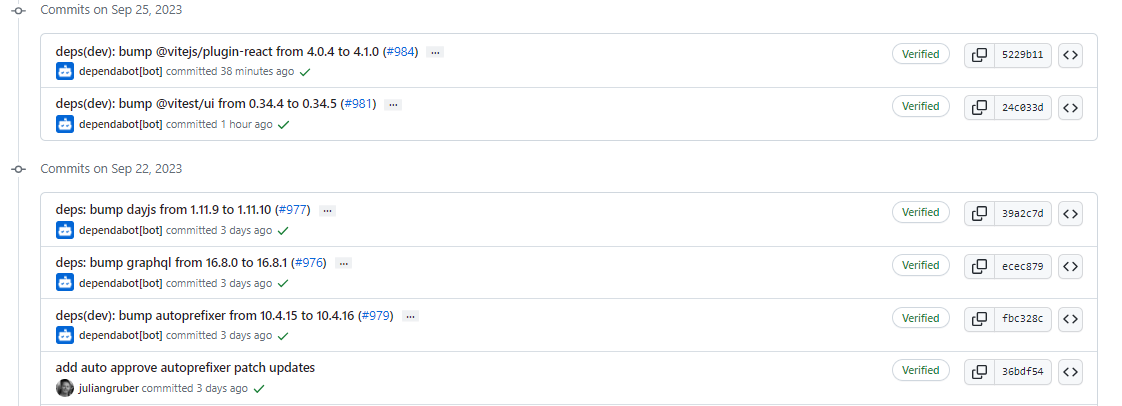 Commits on Sep 25, 2023
deps(dev): bump @vitejs/plugin-react from 4.0.4 to 4.1.0 (#984) ...
Verified 5229b11 <>
dependabot[bot] committed 38 minutes ago
deps(dev): bump @vitest/ui from 0.34.4 to 0.34.5 (#981) ...
Verified 24c033d <>
dependabot[bot] committed 1 hour ago
Commits on Sep 22, 2023
deps: bump dayjs from 1.11.9 to 1.11.10 (#977) ...
Verified 39a2c7d <>
dependabot[bot] committed 3 days ago
deps: bump graphql from 16.8.0 to 16.8.1 (#976) ...
Verified ecec879 <>
dependabot[bot] committed 3 days ago
deps(dev): bump autoprefixer from 10.4.15 to 10.4.16 (#979) ...
Verified fbc328c <>
dependabot[bot] committed 3 days ago
add auto approve autoprefixer patch updates
Verified 36bdf54 <>
juliangruber committed 3 days ago